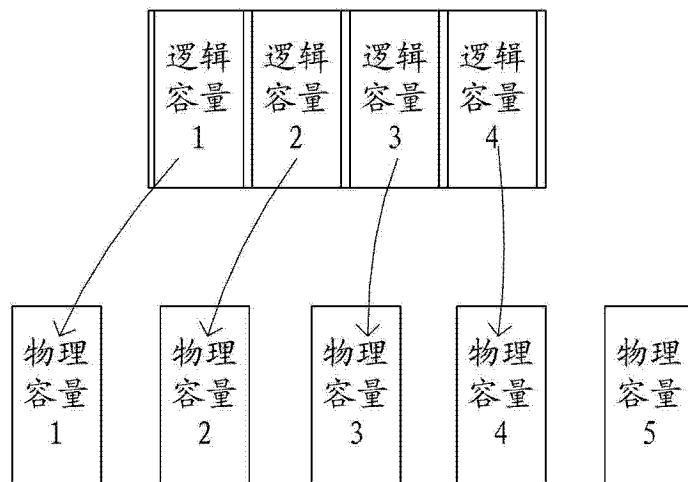 逻辑 逻辑 逻辑 逻辑
容量 容量 容量 容量
1 2 3 4
物理 物理 物理 物理 物理
容量 容量 容量 容量 容量
1 2 3 4 5